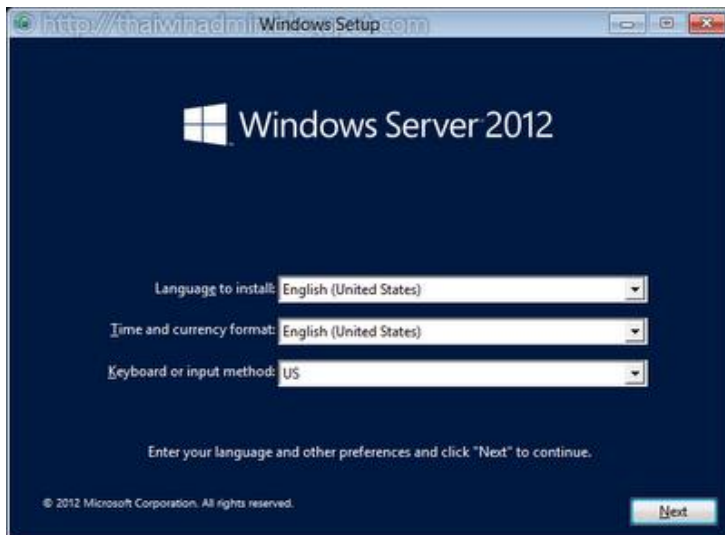 http://thaiwinadmin.blogspot.com
Windows Setup
Windows Server 2012
Language to install: English (United States)
Time and currency format: English (United States)
Keyboard or input method: US
Enter your language and other preferences and click "Next" to continue.
© 2012 Microsoft Corporation. All rights reserved.
Next